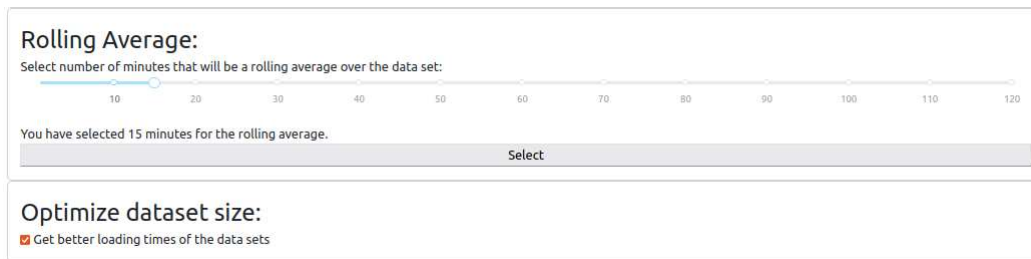 Rolling Average:
Select number of minutes that will be a rolling average over the data set:
10 20 30 40 50 60 70 80 90 100 110 120
You have selected 15 minutes for the rolling average.
Select
Optimize dataset size:
Get better loading times of the data sets